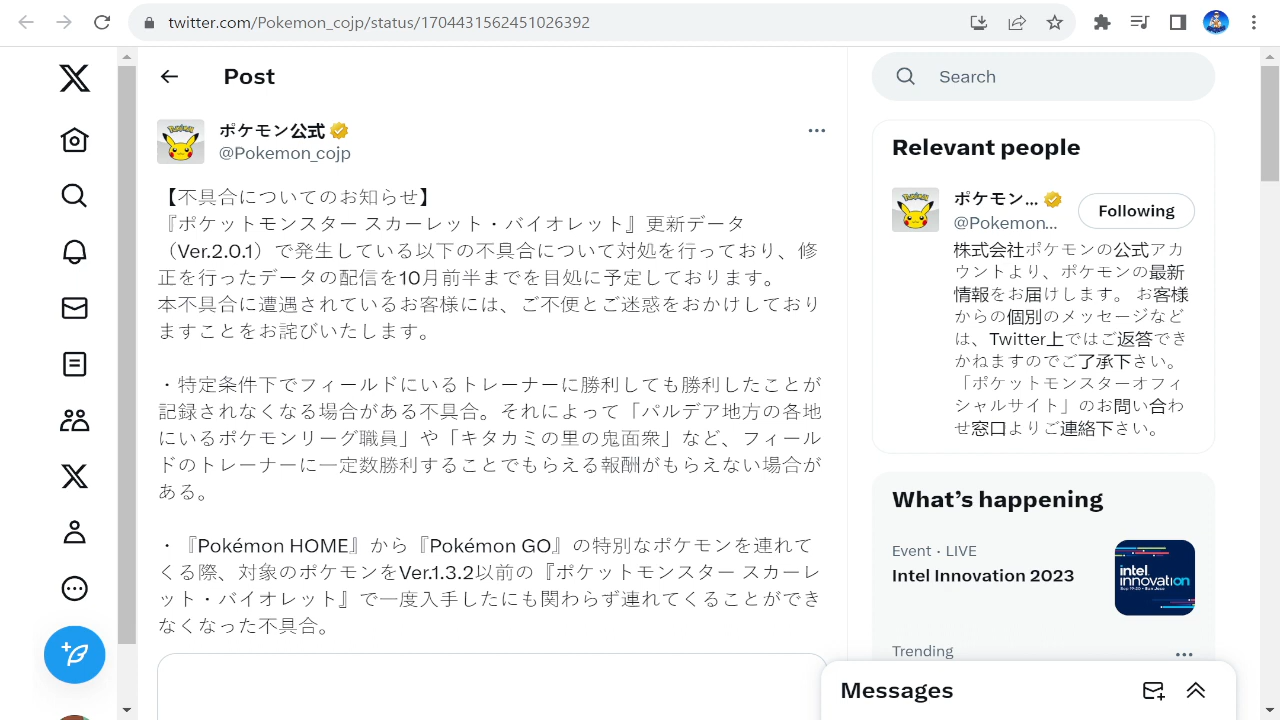 twitter.com/Pokemon_cojp/status/1704431562451026392
Post
ポケモン公式
@Pokemon_cojp
【不具合についてのお知らせ】
『ポケットモンスター スカーレット・バイオレット』更新データ
（Ver.2.0.1）で発生している以下の不具合について対処を行っており、修
正を行ったデータの配信を10月前半までを目処に予定しております。
本不具合に遭遇されているお客様には、ご不便とご迷惑をおかけしており
ますことをお詫びいたします。
・特定条件下でフィールドにいるトレーナーに勝利しても勝利したことが
記録されなくなる場合がある不具合。それによって「パルデア地方の各地
にいるポケモンリーグ職員」や「キタカミの里の鬼面衆」など、フィール
ドのトレーナーに一定数勝利することでもらえる報酬がもらえない場合が
ある。
・『Pokémon HOME』から『Pokémon GO』の特別なポケモンを連れて
くる際、対象のポケモンをVer.1.3.2以前の『ポケットモンスター スカーレ
ット・バイオレット』で一度入手したにも関わらず連れてくることができ
なくなった不具合。
Search
Relevant people
ポケモン...
@Pokemon...
Following
株式会社ポケモンの公式アカ
ウントより、ポケモンの最新
情報をお届けします。 お客様
からの個別のメッセージなど
は、Twitter上ではご返答でき
かねますのでご了承下さい。
「ポケットモンスターオフィ
シャルサイト」のお問い合わ
せ窓口よりご連絡下さい。
What's happening
Event · LIVE
Intel Innovation 2023
intel
innovation
Trending
Messages